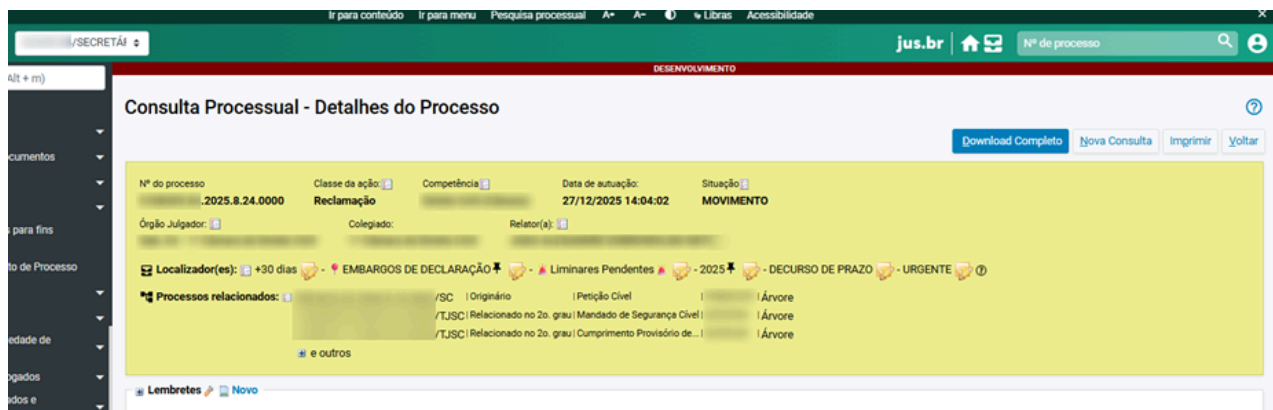 Ir para conteúdo Ir para menu Pesquisa processual A+ A- Libras Acessibilidade X
/SECRETÁF jus.br Nº de processo
Alt + m)
DESENVOLVIMENTO
Consulta Processual - Detalhes do Processo
Download Completo Nova Consulta Imprimir Voltar
ocumentos
s para fins
to de Processo
edade de
ogados
ados e
Nº do processo Classe da ação: Competência Data de autuação: Situação
.2025.8.24.0000 Reclamação 27/12/2025 14:04:02 MOVIMENTO
Órgão Julgador: Colegiado: Relator(a):
Localizador(es): +30 dias - EMBARGOS DE DECLARAÇÃO - Liminares Pendentes - 2025 - DECURSO DE PRAZO - URGENTE
Processos relacionados: /SC | Originário | Petição Cível | | Árvore
/TJSC | Relacionado no 2o. grau | Mandado de Segurança Cível | | Árvore
/TJSC | Relacionado no 2o. grau | Cumprimento Provisório de... | | Árvore
e outros
Lembretes Novo